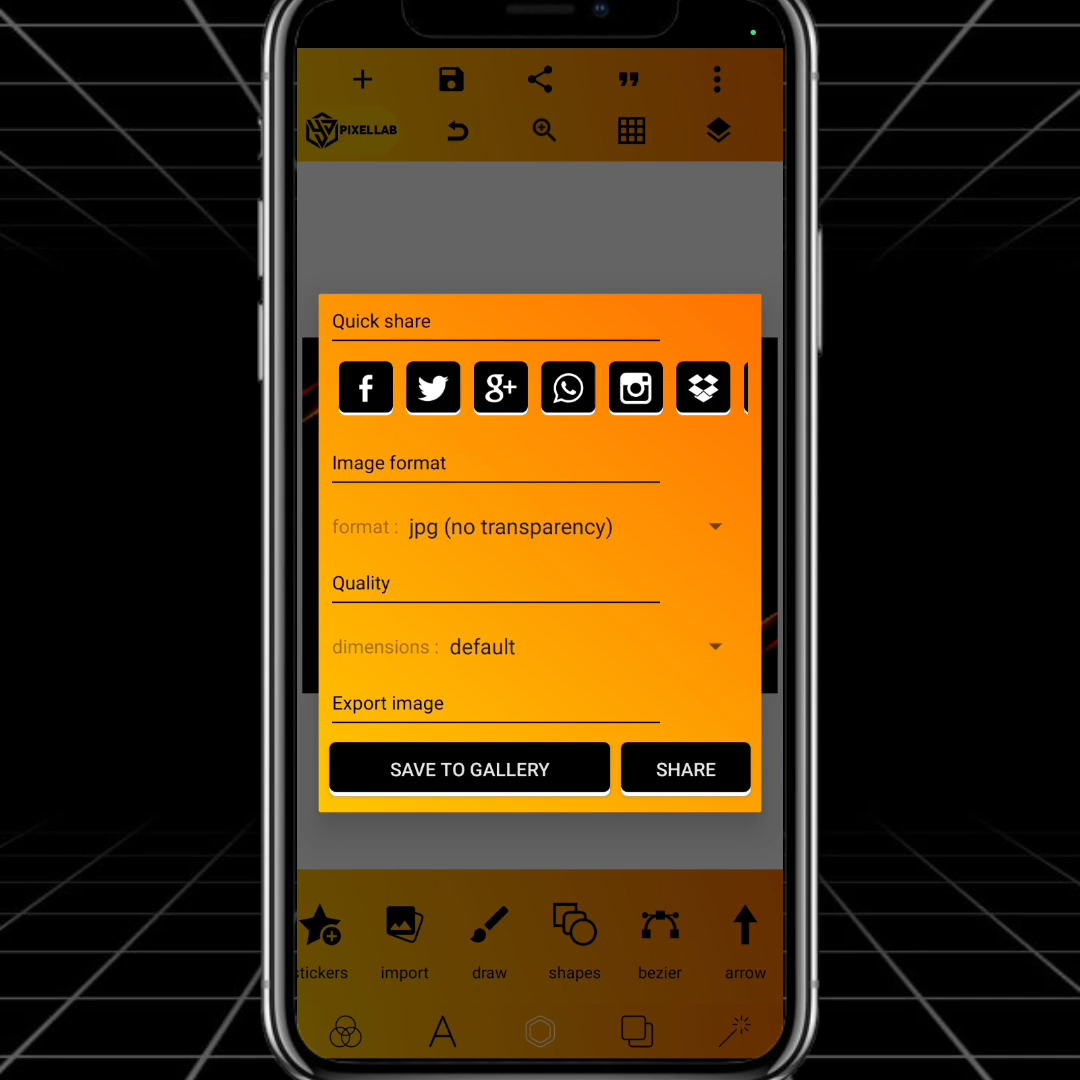 PIXELLAB
Quick share
Image format
format : jpg (no transparency)
Quality
dimensions : default
Export image
SAVE TO GALLERY SHARE
stickers import draw shapes bezier arrow